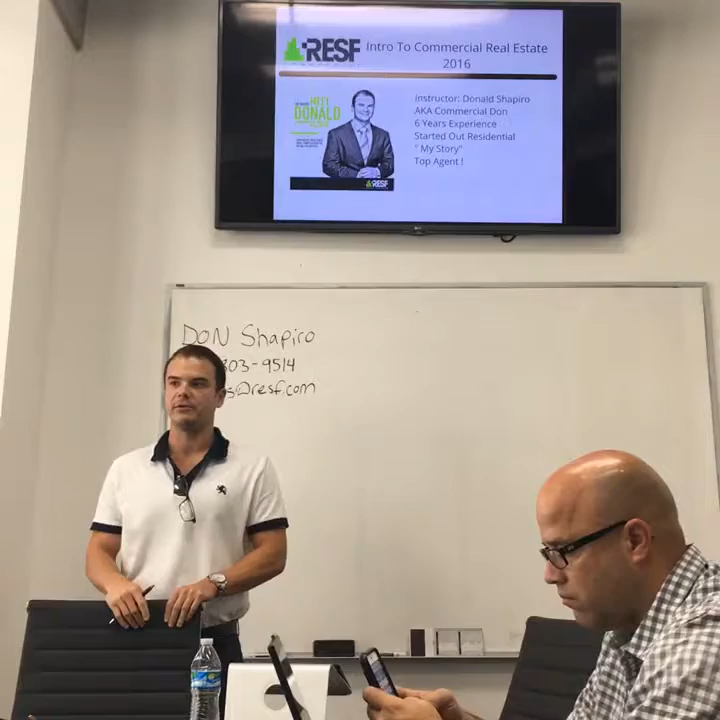 RESF Intro To Commercial Real Estate
2016
MEET
DONALD
Instructor: Donald Shapiro
AKA Commercial Don
6 Years Experience
Started Out Residential
" My Story"
Top Agent !
RESF
DON Shapiro
803-9514
s@resf.com